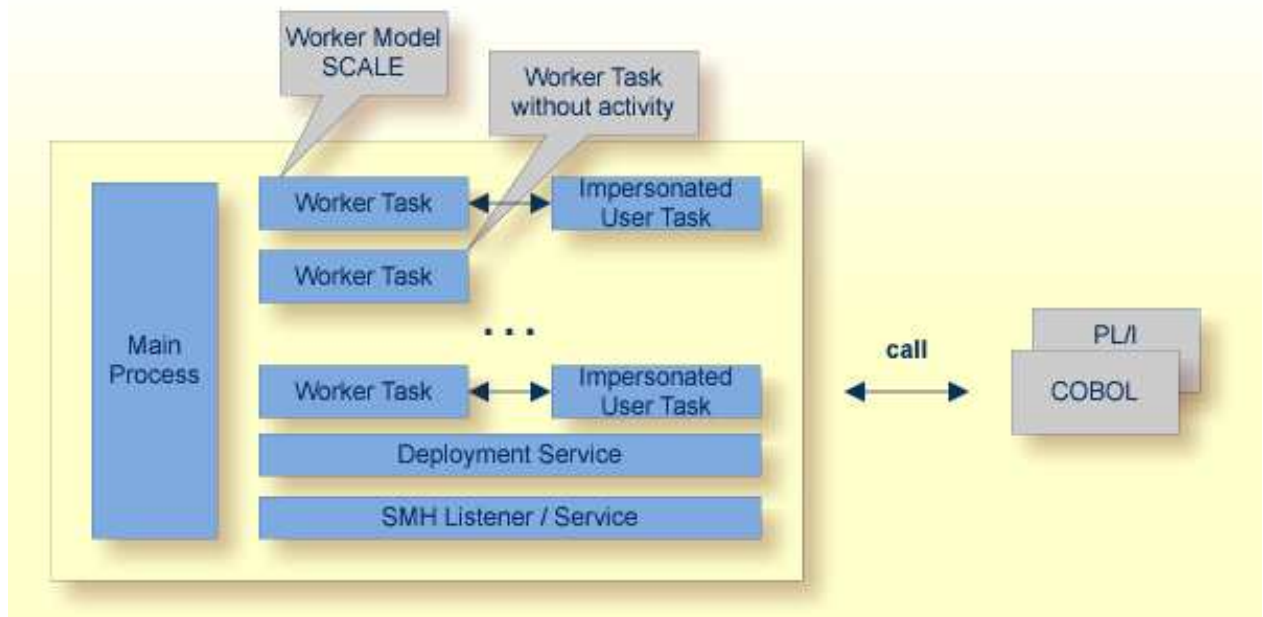 Worker Model
SCALE
Worker Task
without activity
Worker Task
Impersonated
User Task
Worker Task
...
Main
Process
Worker Task
Impersonated
User Task
call
PL/I
COBOL
Deployment Service
SMH Listener / Service